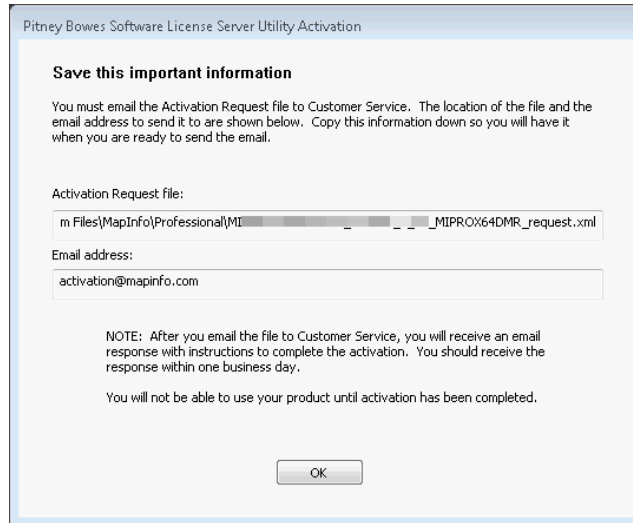 Pitney Bowes Software License Server Utility Activation
Save this important information
You must email the Activation Request file to Customer Service. The location of the file and the
email address to send it to are shown below. Copy this information down so you will have it
when you are ready to send the email.
Activation Request file:
m Files\MapInfo\Professional\MI _ _ _ _MIPROX64DMR_request.xml
Email address:
activation@mapinfo.com
NOTE: After you email the file to Customer Service, you will receive an email
response with instructions to complete the activation. You should receive the
response within one business day.
You will not be able to use your product until activation has been completed.
OK